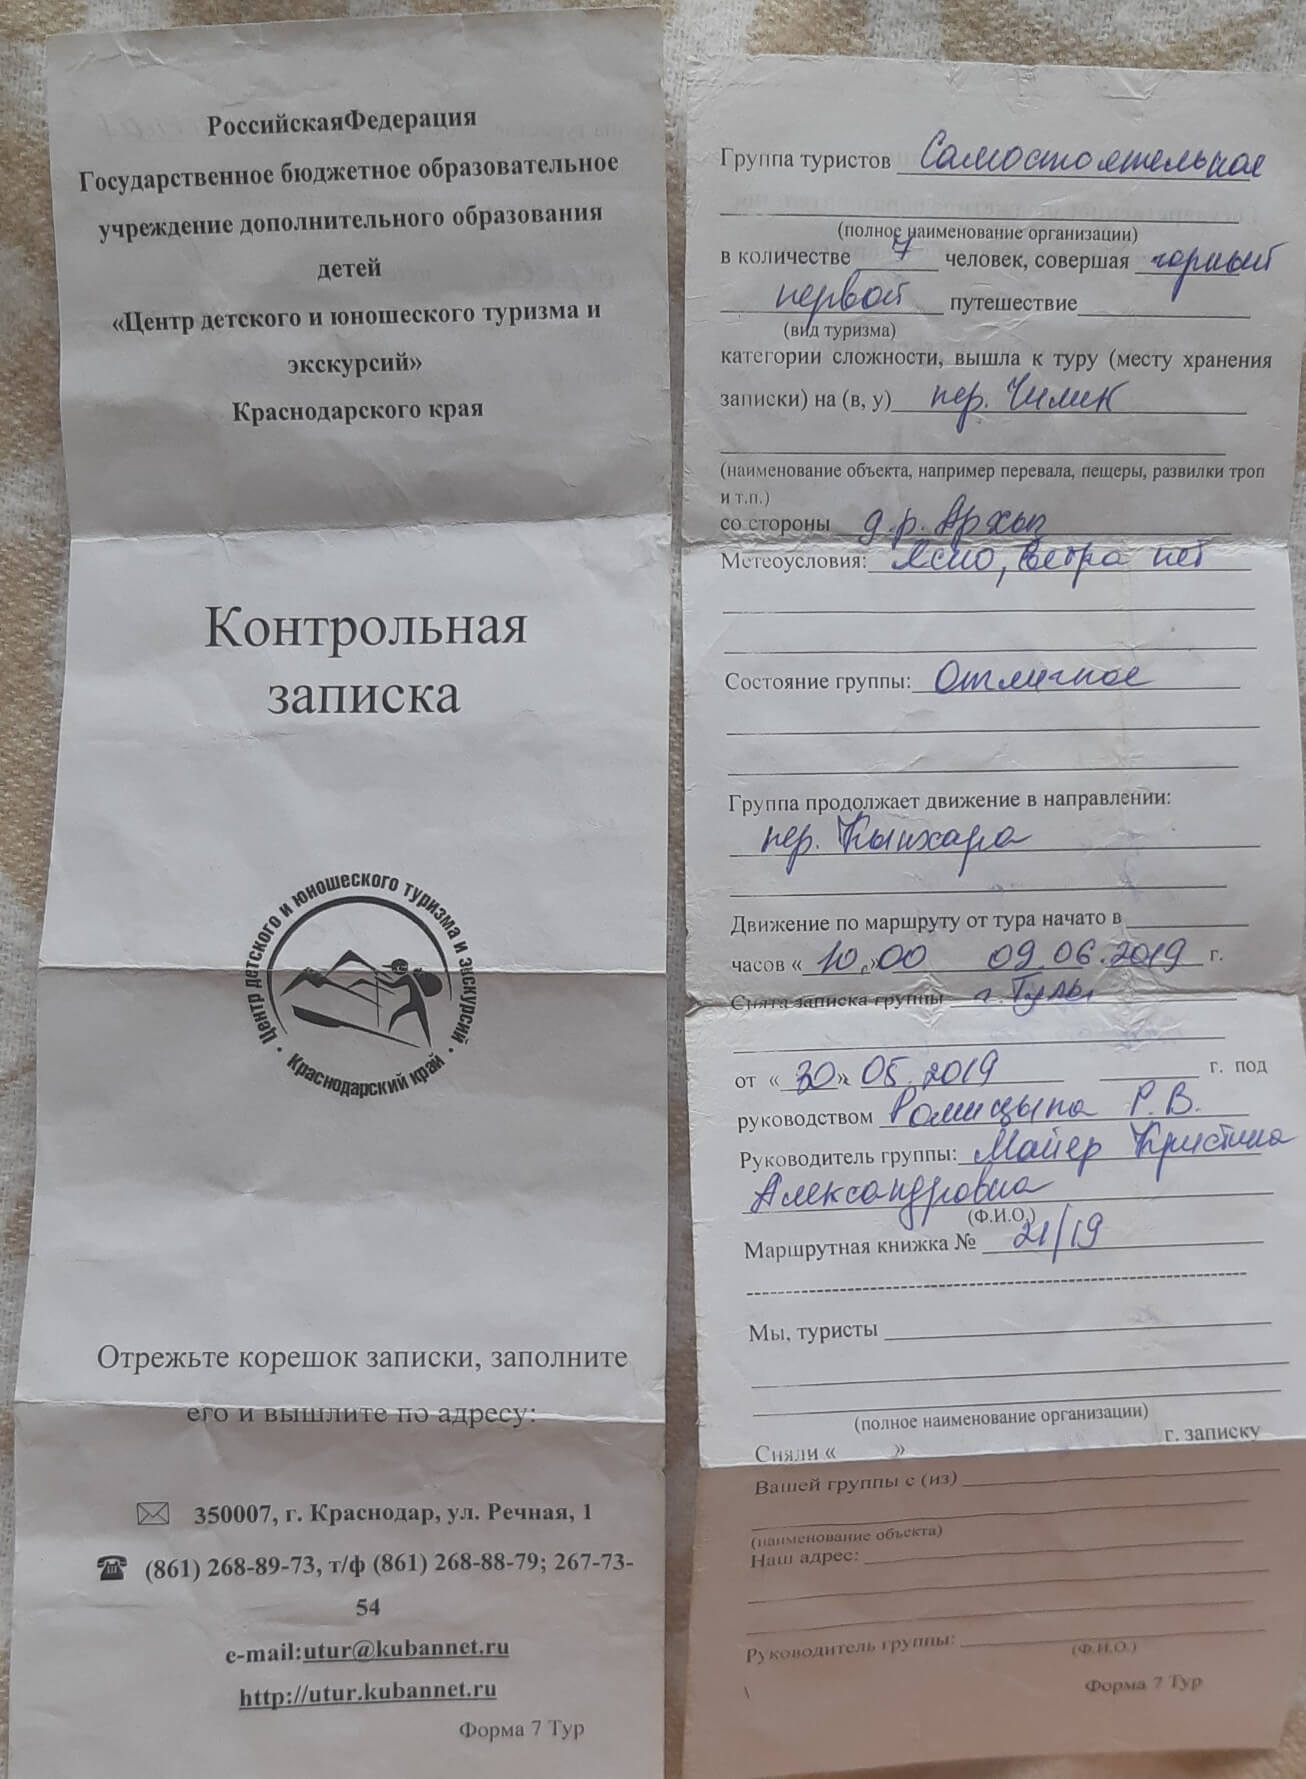 РоссийскаяФедерация
Государственное бюджетное образовательное
учреждение дополнительного образования
детей
«Центр детского и юношеского туризма и
экскурсий»
Краснодарского края
Контрольная
записка
Центр детского и юношеского туризма и экскурсий
• Краснодарский край •
Отрежьте корешок записки, заполните
его и вышлите по адресу:
350007, г. Краснодар, ул. Речная, 1
(861) 268-89-73, т/ф (861) 268-88-79; 267-73-
54
e-mail:utur@kubannet.ru
http://utur.kubannet.ru
Форма 7 Тур
Группа туристов Самостоятельная
(полное наименование организации)
в количестве 7 человек, совершая горный
первой путешествие
(вид туризма)
категории сложности, вышла к туру (месту хранения
записки) на (в, у) пер. Чилик
(наименование объекта, например перевала, пещеры, развилки троп
и т.п.)
со стороны д.р. Архыз
Метеоусловия: Ясно, ветра нет
Состояние группы: Отличное
Группа продолжает движение в направлении:
пер. Кынхара
Движение по маршруту от тура начато в
часов «10.»00 09.06.2019 г.
Снята записка группы г. Тулы
от «30». 05.2019 г. под
руководством Р. В.
Руководитель группы: Майер Кристина
Александровна
(Ф.И.О.)
Маршрутная книжка № 21/19
Мы, туристы
(полное наименование организации)
Сняли « » г. записку
Вашей группы с (из)
(наименование объекта)
Наш адрес:
Руководитель группы:
(Ф.И.О.)
\
Форма 7 Тур